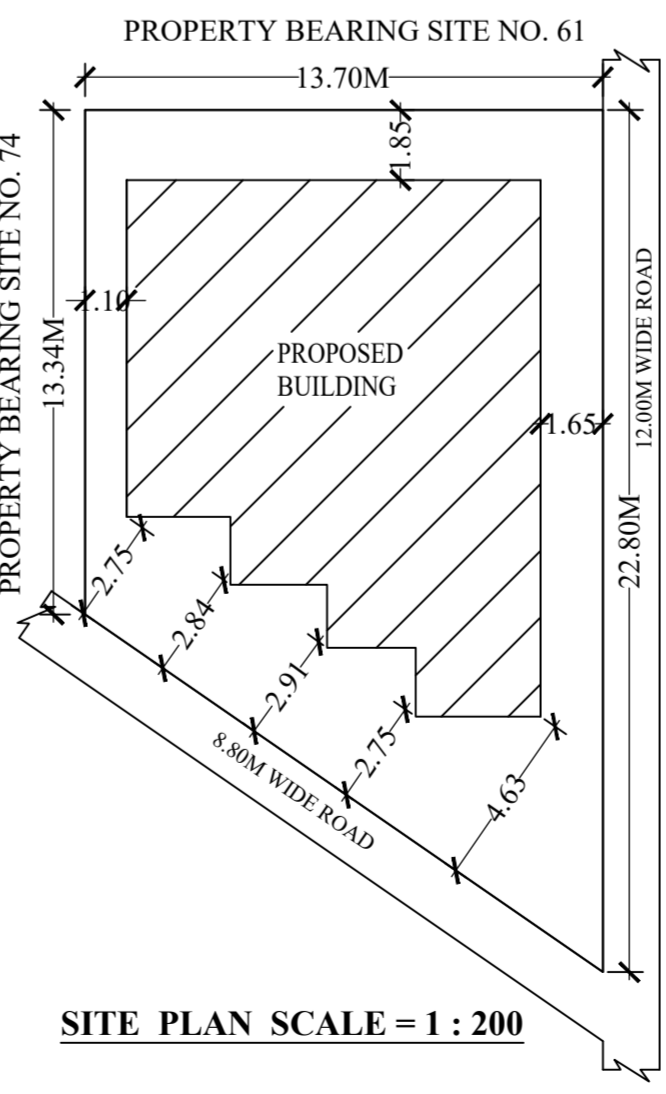 PROPERTY BEARING SITE NO. 61
13.70M
1.85
PROPERTY BEARING SITE NO. 74
13.34M
1.10
PROPOSED
BUILDING
1.65
12.00M WIDE ROAD
22.80M
2.75
2.84
2.91
2.75
4.63
8.80M WIDE ROAD
SITE PLAN SCALE = 1 : 200